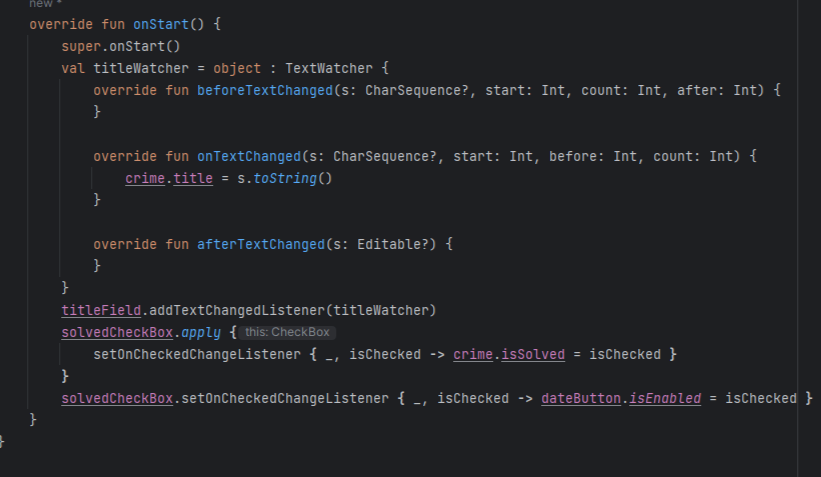 new *
override fun onStart() {
super.onStart()
val titleWatcher = object : TextWatcher {
override fun beforeTextChanged(s: CharSequence?, start: Int, count: Int, after: Int) {
}
override fun onTextChanged(s: CharSequence?, start: Int, before: Int, count: Int) {
crime.title = s.toString()
}
override fun afterTextChanged(s: Editable?) {
}
}
titleField.addTextChangedListener(titleWatcher)
solvedCheckBox.apply { this: CheckBox
setOnCheckedChangeListener { _, isChecked -> crime.isSolved = isChecked }
}
solvedCheckBox.setOnCheckedChangeListener { _, isChecked -> dateButton.isEnabled = isChecked }
}
}